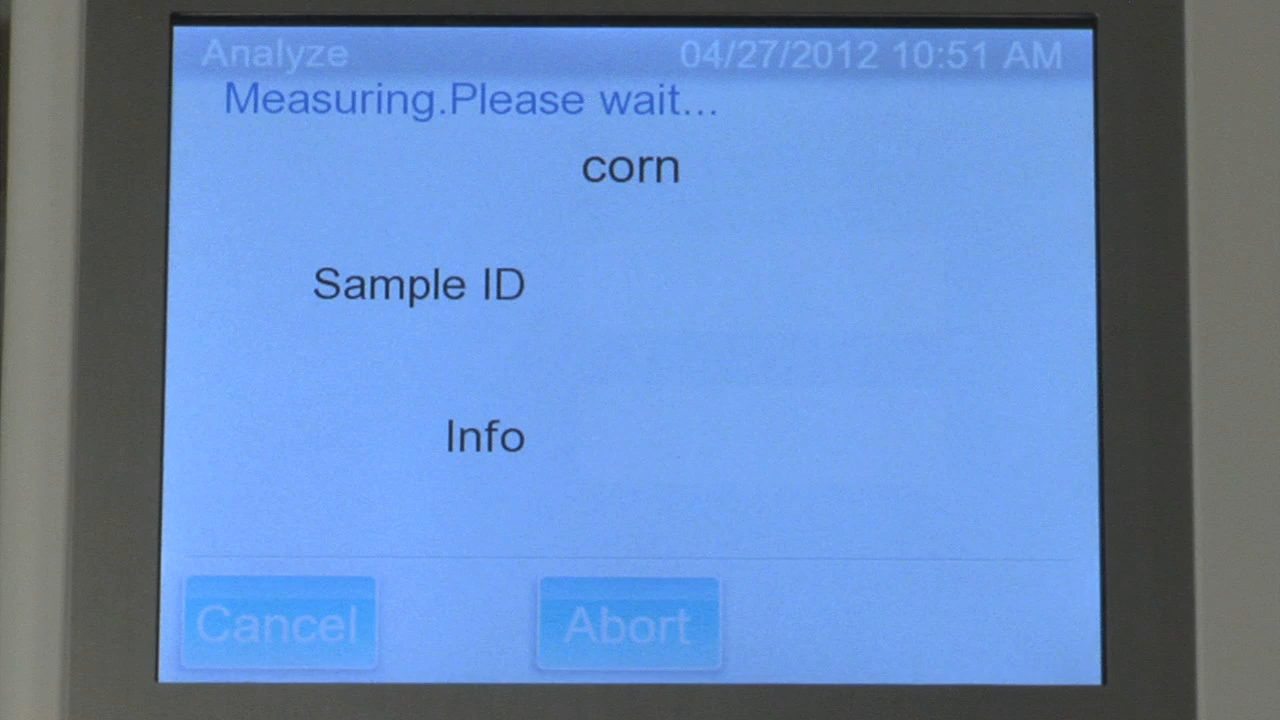 Analyze 04/27/2012 10:51 AM
Measuring.Please wait...
corn
Sample ID
Info
Cancel Abort